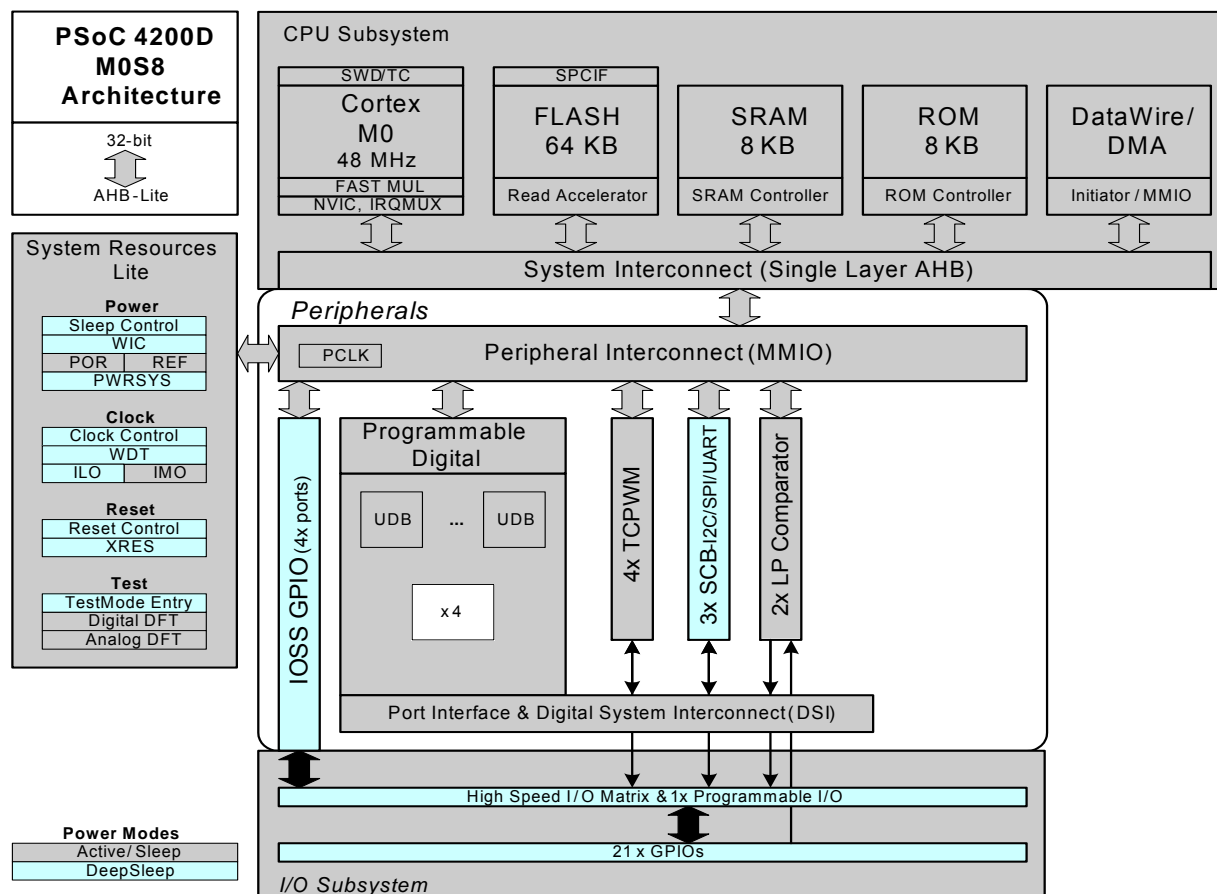 PSoC 4200D
M0S8
Architecture
32-bit
AHB-Lite
CPU Subsystem
SWD/TC
Cortex
M0
48 MHz
FAST MUL
NVIC, IRQMUX
SPCIF
FLASH
64 KB
Read Accelerator
SRAM
8 KB
SRAM Controller
ROM
8 KB
ROM Controller
DataWire/
DMA
Initiator / MMIO
System Interconnect (Single Layer AHB)
System Resources
Lite
Power
Sleep Control
WIC
POR
REF
PWRSYS
Clock
Clock Control
WDT
ILO
IMO
Reset
Reset Control
XRES
Test
TestMode Entry
Digital DFT
Analog DFT
Peripherals
PCLK
Peripheral Interconnect (MMIO)
IOSS GPIO (4x ports)
Programmable
Digital
UDB
...
UDB
x 4
4x TCPWM
3x SCB-I2C/SPI/UART
2x LP Comparator
Port Interface & Digital System Interconnect (DSI)
High Speed I/O Matrix & 1x Programmable I/O
21 x GPIOs
I/O Subsystem
Power Modes
Active/ Sleep
DeepSleep